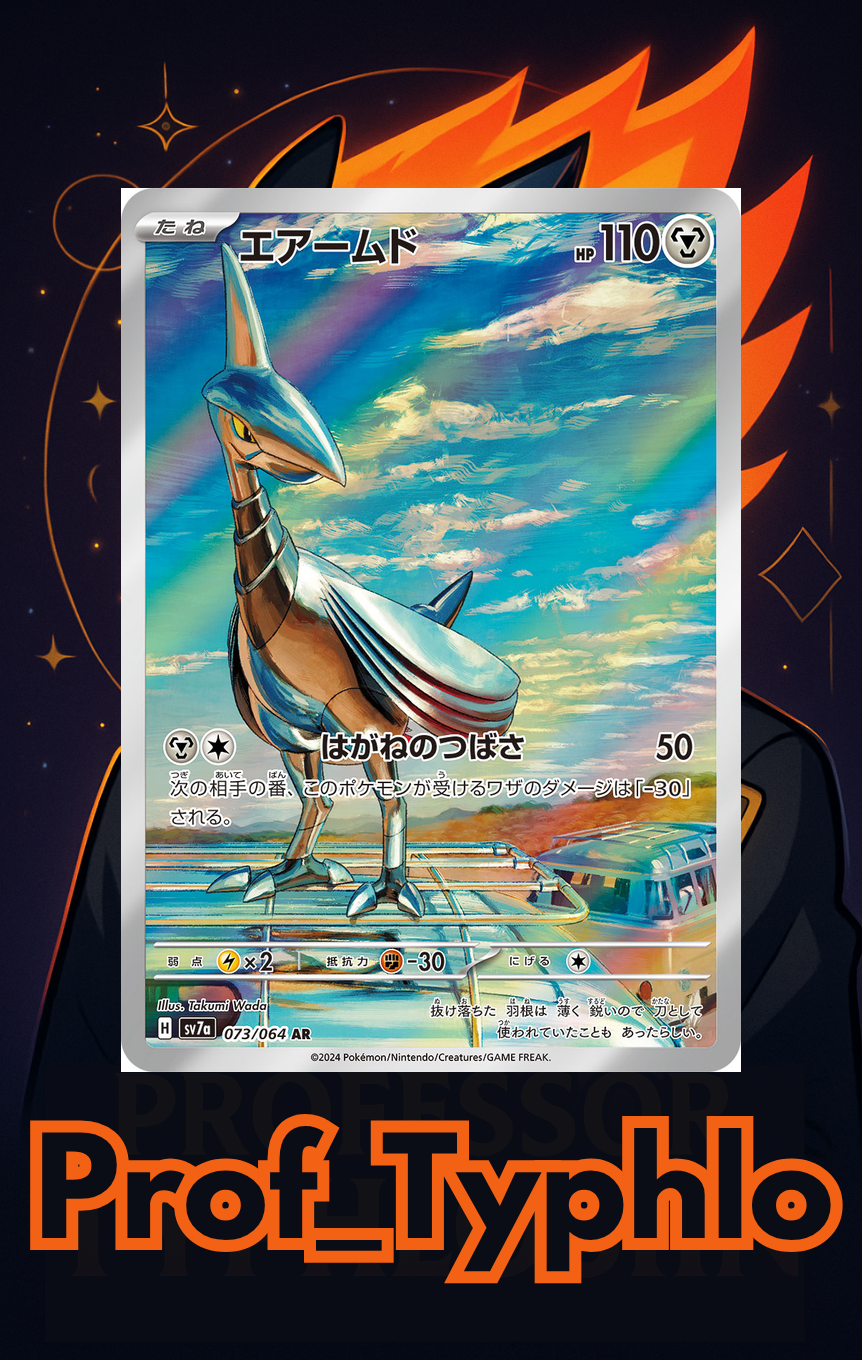 たね
エアームド
HP 110
はがねのつばさ 50
次の相手の番、このポケモンが受けるワザのダメージは「-30」
される。
弱点 ×2 抵抗力 -30 にげる
Illus. Takumi Wada
抜け落ちた 羽根は 薄く 鋭いので 刀として
使われていたことも あったらしい。
H sv7a 073/064 AR
©2024 Pokémon/Nintendo/Creatures/GAME FREAK.
PROFESSOR
Prof_Typhlo